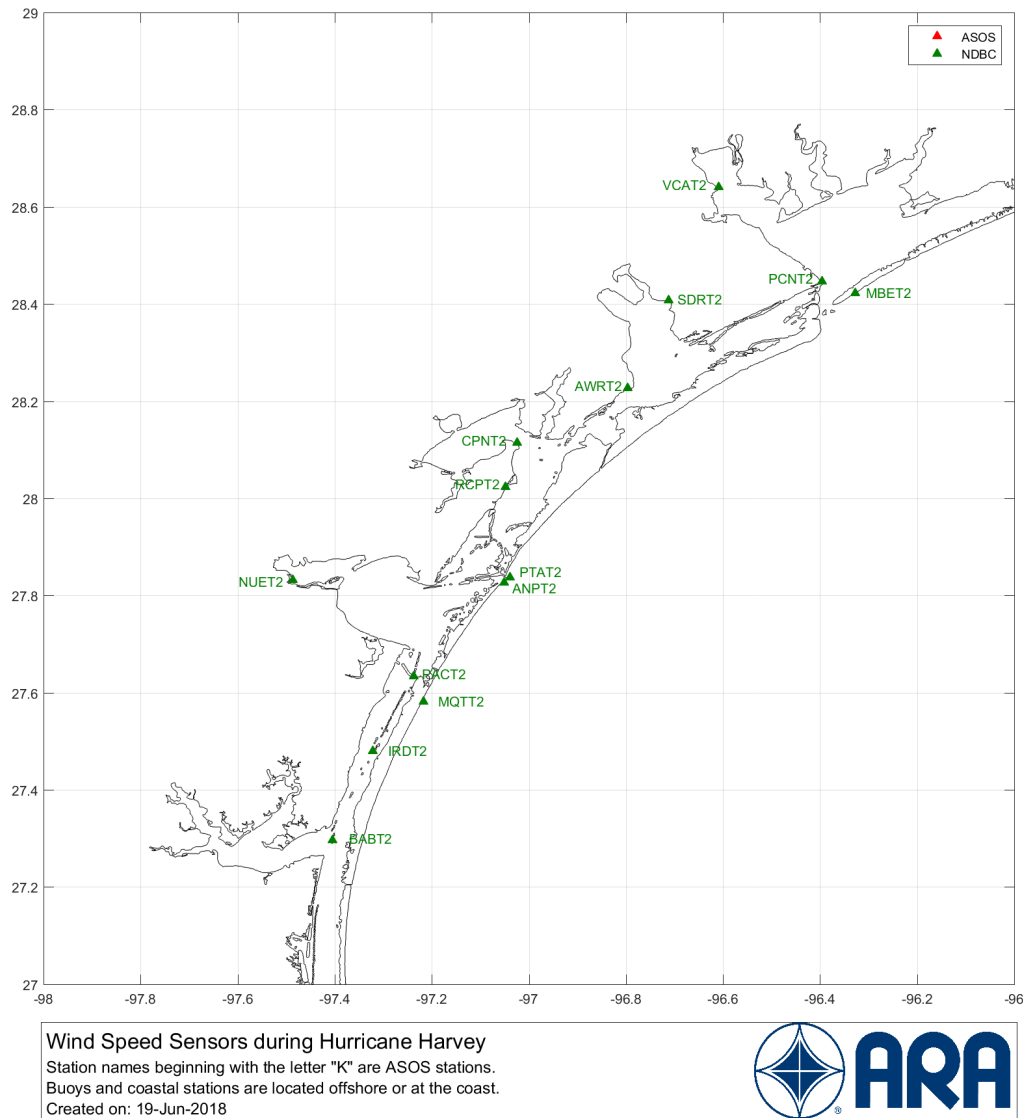 29
ASOS
NDBC
28.8
VCAT2
28.6
PCNT2
MBET2
SDRT2
28.4
AWRT2
28.2
CPNT2
RCPT2
28
PTAT2
NUET2
ANPT2
27.8
RACT2
27.6
MQTT2
IRDT2
27.4
BABT2
27.2
27
-98 -97.8 -97.6 -97.4 -97.2 -97 -96.8 -96.6 -96.4 -96.2 -96
Wind Speed Sensors during Hurricane Harvey
Station names beginning with the letter "K" are ASOS stations.
Buoys and coastal stations are located offshore or at the coast.
Created on: 19-Jun-2018
® ARA